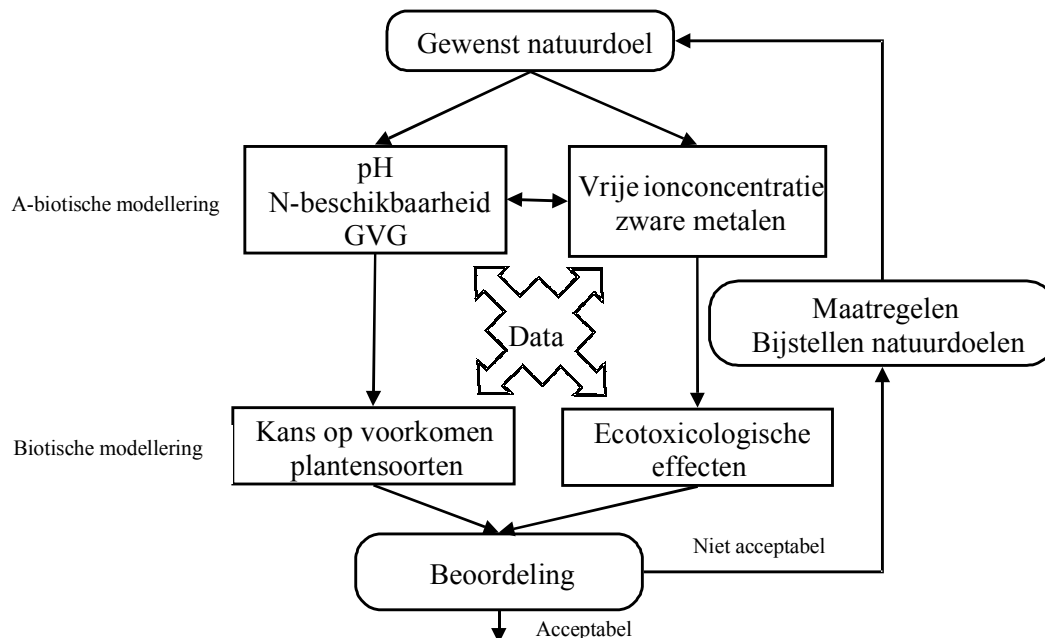 Gewenst natuurdoel
A-biotische modellering
pH
N-beschikbaarheid
GVG
Vrije ionconcentratie
zware metalen
Data
Maatregelen
Bijstellen natuurdoelen
Biotische modellering
Kans op voorkomen
plantensoorten
Ecotoxicologische
effecten
Beoordeling
Niet acceptabel
Acceptabel